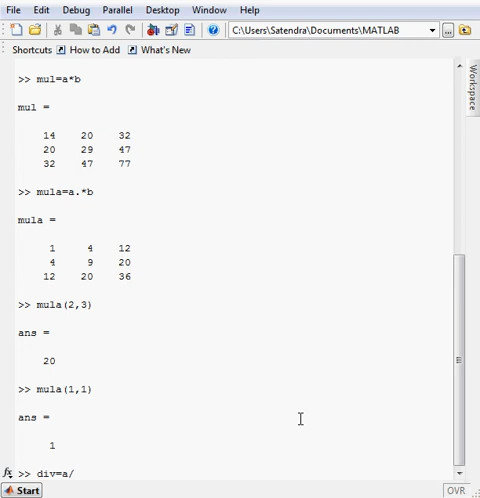 File Edit Debug Parallel Desktop Window Help
C:\Users\Satendra\Documents\MATLAB
Shortcuts How to Add What's New
>> mul=a*b
mul =
14 20 32
20 29 47
32 47 77
>> mula=a.*b
mula =
1 4 12
4 9 20
12 20 36
>> mula(2,3)
ans =
20
>> mula(1,1)
ans =
1
fx >> div=a/
Start OVR
Workspace